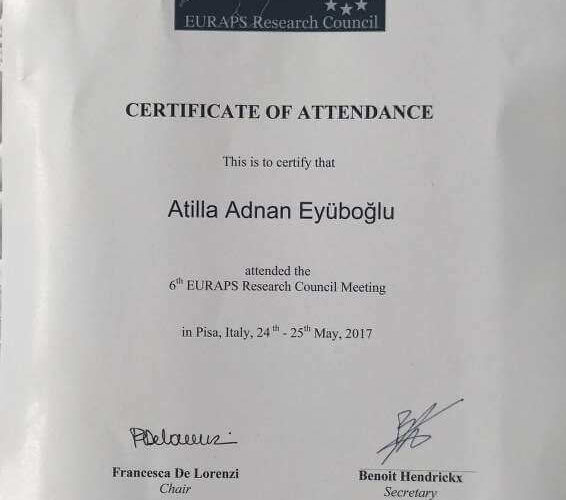 EURAPS Research Council
CERTIFICATE OF ATTENDANCE
This is to certify that
Atilla Adnan Eyüboğlu
attended the
6th EURAPS Research Council Meeting
in Pisa, Italy, 24th - 25th May, 2017
Francesca De Lorenzi
Chair
Benoit Hendrickx
Secretary